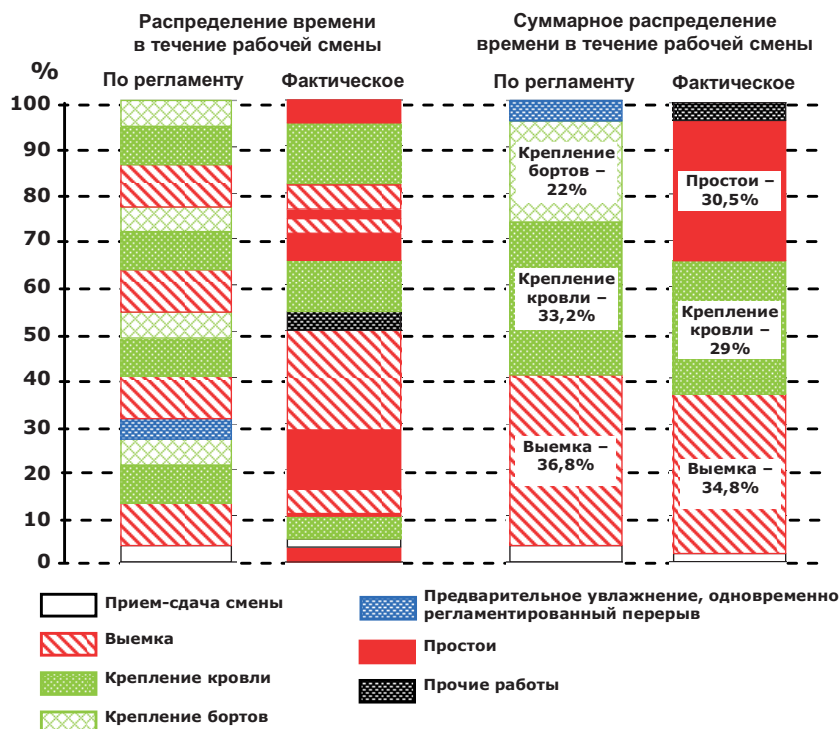 Распределение времени
в течение рабочей смены
Суммарное распределение
времени в течение рабочей смены
%
По регламенту
Фактическое
По регламенту
Фактическое
100
90
80
70
60
50
40
30
20
10
0
Крепление
бортов –
22%
Крепление
кровли –
33,2%
Выемка –
36,8%
Простои –
30,5%
Крепление
кровли –
29%
Выемка –
34,8%
Прием-сдача смены
Выемка
Крепление кровли
Крепление бортов
Предварительное увлажнение, одновременно
регламентированный перерыв
Простои
Прочие работы